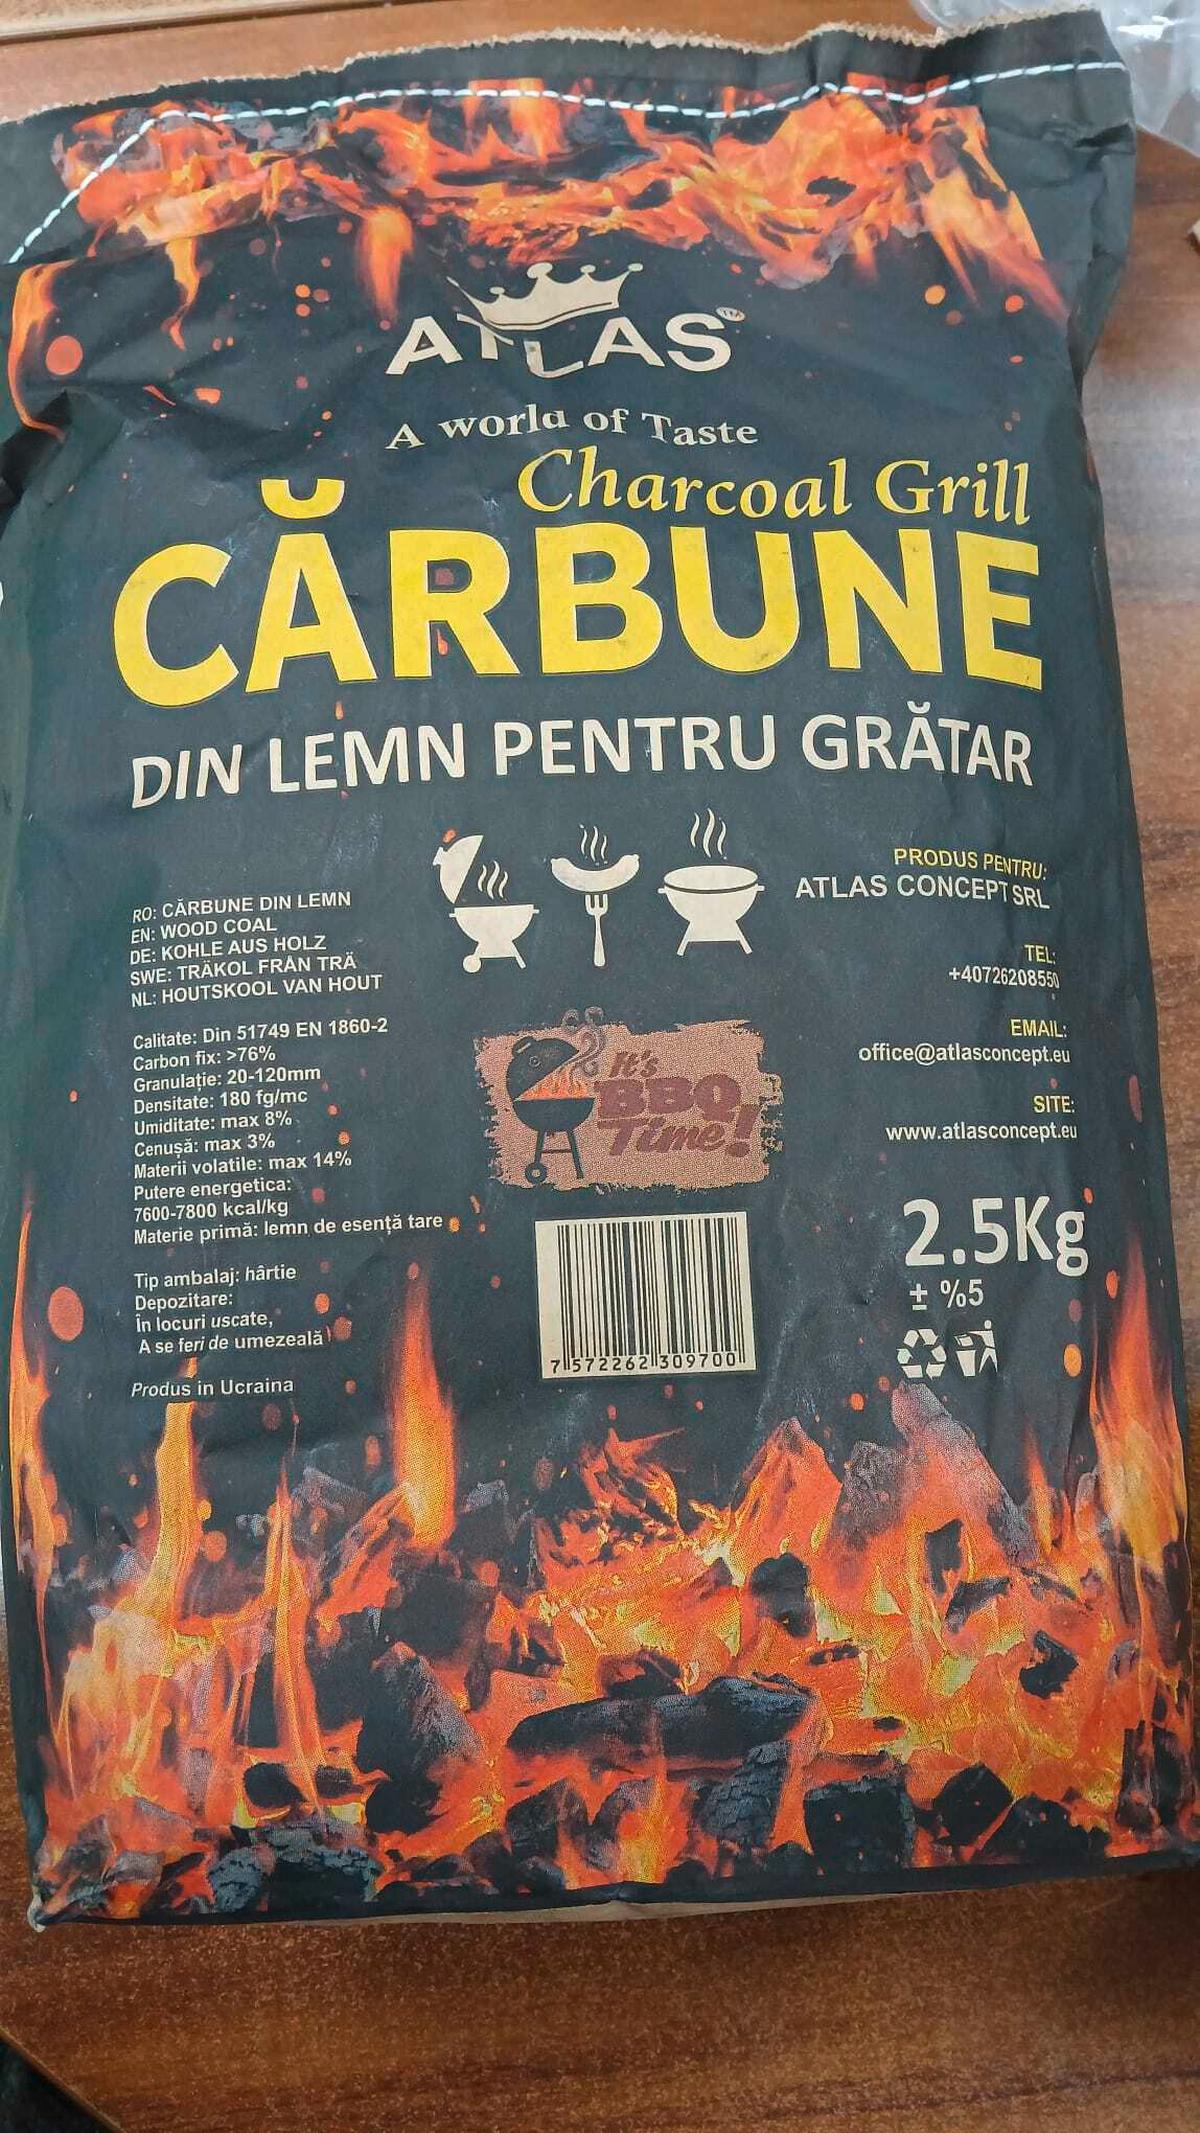 ATLAS™
A world of Taste
Charcoal Grill
CĂRBUNE
DIN LEMN PENTRU GRĂTAR
RO: CĂRBUNE DIN LEMN
EN: WOOD COAL
DE: KOHLE AUS HOLZ
SWE: TRÄKOL FRÅN TRÄ
NL: HOUTSKOOL VAN HOUT
Calitate: Din 51749 EN 1860-2
Carbon fix: >76%
Granulație: 20-120mm
Densitate: 180 fg/mc
Umiditate: max 8%
Cenușă: max 3%
Materii volatile: max 14%
Putere energetica:
7600-7800 kcal/kg
Materie primă: lemn de esență tare
Tip ambalaj: hârtie
Depozitare:
În locuri uscate,
A se feri de umezeală
Produs in Ucraina
It's
BBQ
Time!
7 572262 309700
PRODUS PENTRU:
ATLAS CONCEPT SRL
TEL:
+40726208550
EMAIL:
office@atlasconcept.eu
SITE:
www.atlasconcept.eu
2.5Kg
± %5